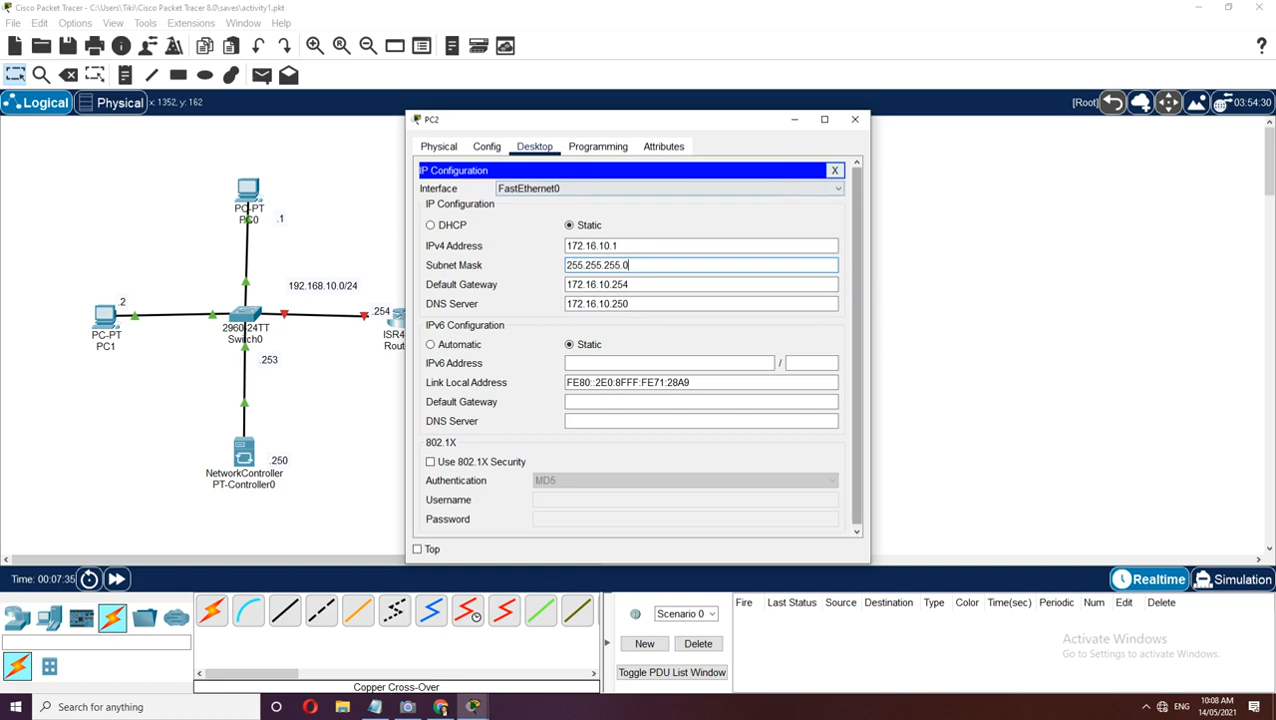 Cisco Packet Tracer - C:\Users\Tiki\Cisco Packet Tracer 8.0\saves\activity1.pkt
File Edit Options View Tools Extensions Window Help
Logical Physical x: 1352, y: 162 [Root] 03:54:30
PC2
Physical Config Desktop Programming Attributes
IP Configuration X
Interface FastEthernet0
IP Configuration
DHCP Static
IPv4 Address 172.16.10.1
Subnet Mask 255.255.255.0
Default Gateway 172.16.10.254
DNS Server 172.16.10.250
IPv6 Configuration
Automatic Static
IPv6 Address /
Link Local Address FE80::2E0:8FFF:FE71:28A9
Default Gateway
DNS Server
802.1X
Use 802.1X Security
Authentication MD5
Username
Password
Top
PC-PT
PC0
.1
192.168.10.0/24
.2
PC-PT
PC1
2960-24TT
Switch0
.254
ISR4
Rout
.253
.250
NetworkController
PT-Controller0
Time: 00:07:35 Realtime Simulation
Scenario 0
New Delete
Toggle PDU List Window
Fire Last Status Source Destination Type Color Time(sec) Periodic Num Edit Delete
Copper Cross-Over
Activate Windows
Go to Settings to activate Windows.
Search for anything
ENG
10:08 AM
14/05/2021